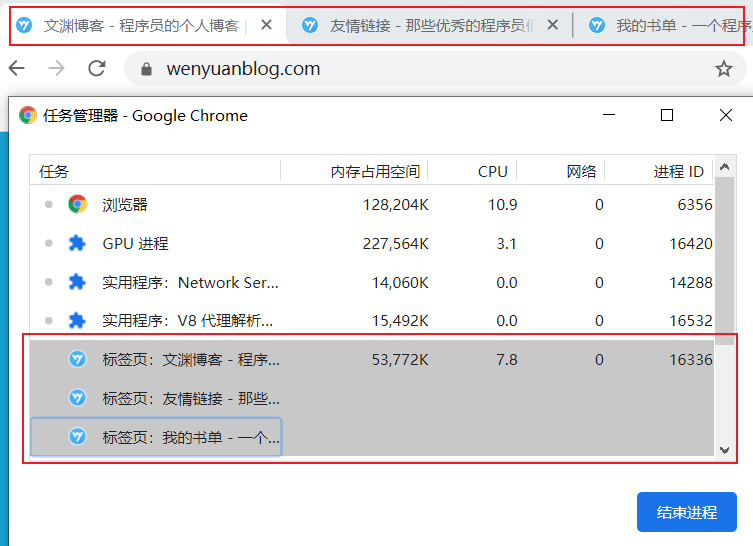 文渊博客 - 程序员的个人博客
友情链接 - 那些优秀的程序员们
我的书单 - 一个程序
wenyuanblog.com
任务管理器 - Google Chrome
任务 内存占用空间 CPU 网络 进程 ID
浏览器 128,204K 10.9 0 6356
GPU 进程 227,564K 3.1 0 16420
实用程序：Network Ser... 14,060K 0.0 0 14288
实用程序：V8 代理解析... 15,492K 0.0 0 16532
标签页：文渊博客 - 程序... 53,772K 7.8 0 16336
标签页：友情链接 - 那些...
标签页：我的书单 - 一个...
结束进程